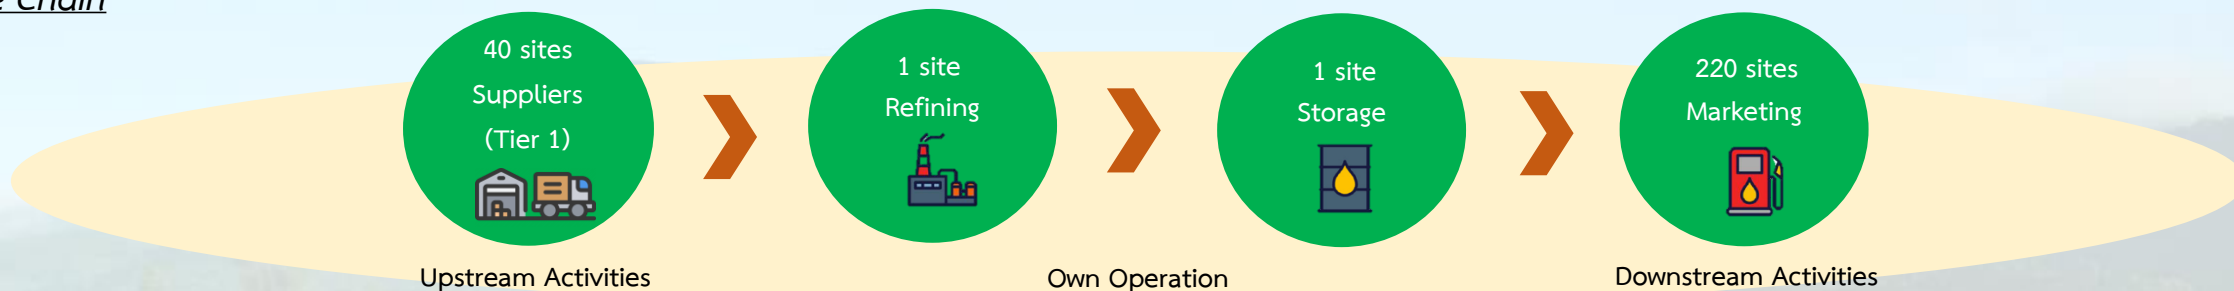 Chain
40 sites
Suppliers
(Tier 1)
1 site
Refining
1 site
Storage
220 sites
Marketing
Upstream Activities
Own Operation
Downstream Activities